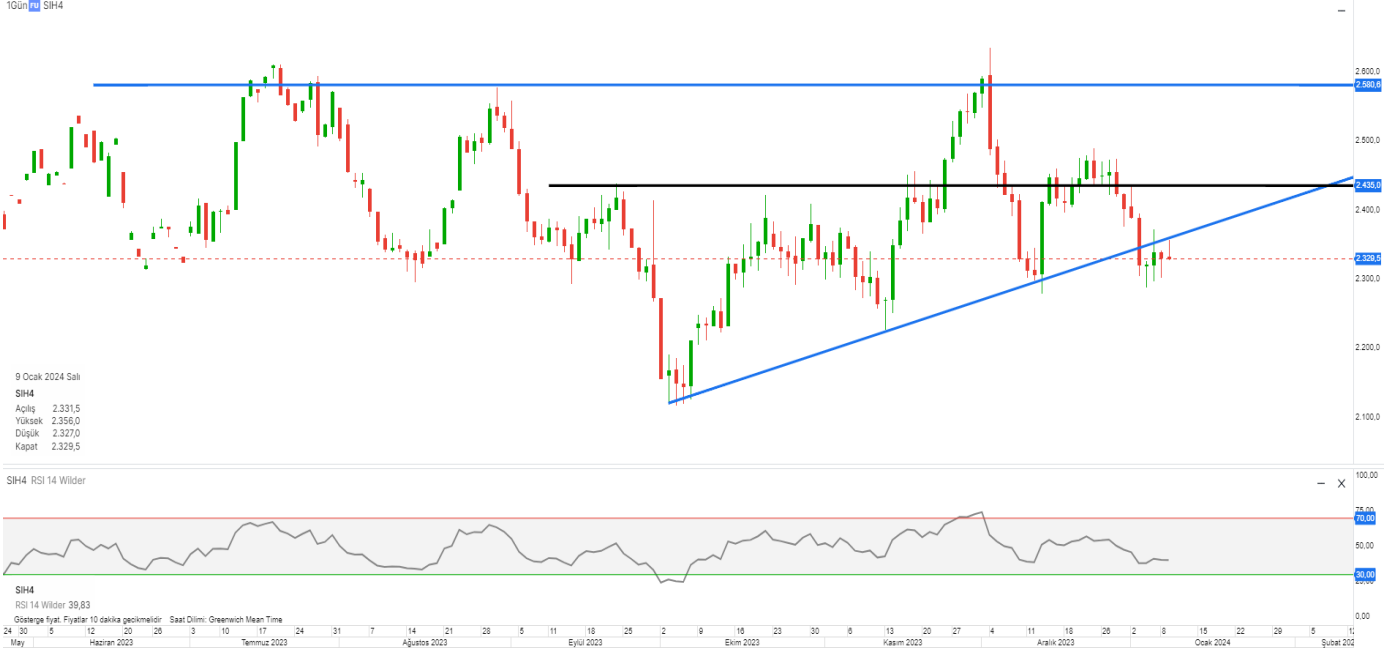 1Gün FU SIH4
2.600,0
2.580,6
2.500,0
2.435,0
2.400,0
2.329,5
2.300,0
2.200,0
2.100,0
9 Ocak 2024 Salı
SIH4
Açılış 2.331,5
Yüksek 2.356,0
Düşük 2.327,0
Kapat 2.329,5
SIH4 RSI 14 Wilder
100,00
75,00
70,00
50,00
30,00
25,00
0,00
SIH4
RSI 14 Wilder 39,83
Gösterge fiyat. Fiyatlar 10 dakika gecikmelidir Saat Dilimi: Greenwich Mean Time
24 30 5 12 20 26 3 10 17 24 31 7 14 21 28 5 11 18 25 2 9 16 23 30 6 13 20 27 4 11 18 26 2 8 15 22 29 5 12
May Haziran 2023 Temmuz 2023 Ağustos 2023 Eylül 2023 Ekim 2023 Kasım 2023 Aralık 2023 Ocak 2024 Şubat 202